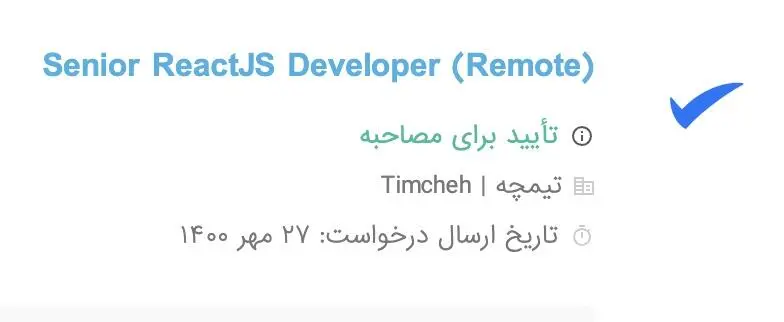 Senior ReactJS Developer (Remote)
تأیید برای مصاحبه
تیمچه | Timcheh
تاریخ ارسال درخواست: ۲۷ مهر ۱۴۰۰